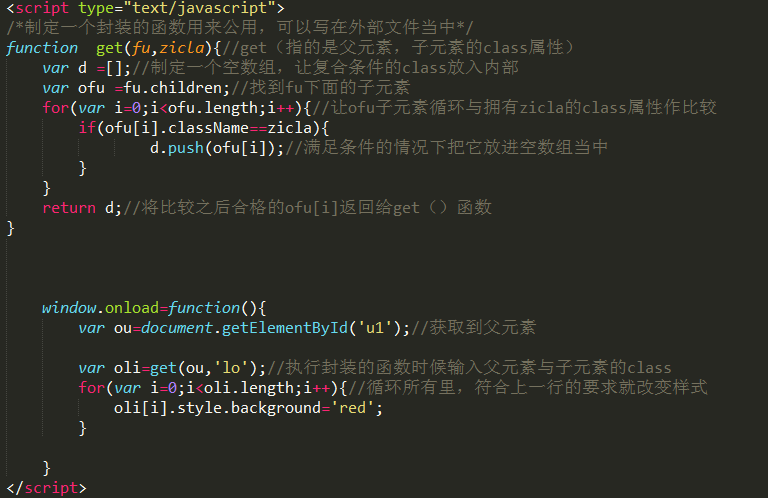 <script type="text/javascript">
/*制定一个封装的函数用来公用，可以写在外部文件当中*/
function  get(fu,zicla){//get（指的是父元素，子元素的class属性）
    var d =[];//制定一个空数组，让复合条件的class放入内部
    var ofu =fu.children;//找到fu下面的子元素
    for(var i=0;i<ofu.length;i++){//让ofu子元素循环与拥有zicla的class属性作比较
        if(ofu[i].className==zicla){
                d.push(ofu[i]);//满足条件的情况下把它放进空数组当中
        }
    }
    return d;//将比较之后合格的ofu[i]返回给get（）函数
}
    window.onload=function(){
        var ou=document.getElementById('u1');//获取到父元素
        var oli=get(ou,'lo');//执行封装的函数时候输入父元素与子元素的class
        for(var i=0;i<oli.length;i++){//循环所有里，符合上一行的要求就改变样式
            oli[i].style.background='red';
        }
    }
</script>